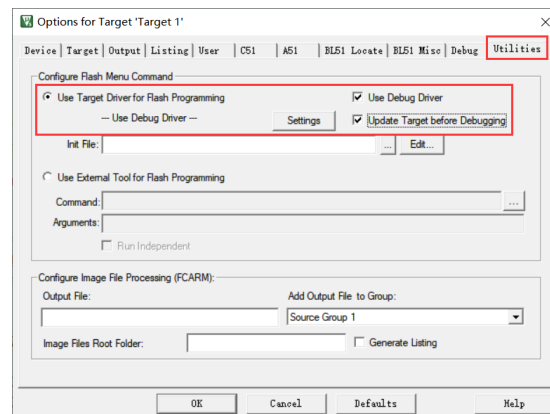 Options for Target 'Target 1'
Device | Target | Output | Listing | User | C51 | A51 | BL51 Locate | BL51 Misc | Debug Utilities
Configure Flash Menu Command
Use Target Driver for Flash Programming
Use Debug Driver
-- Use Debug Driver --
Settings
Update Target before Debugging
Init File:
...
Edit...
Use External Tool for Flash Programming
Command:
...
Arguments:
Run Independent
Configure Image File Processing (FCARM):
Output File:
Add Output File to Group:
Source Group 1
Image Files Root Folder:
Generate Listing
OK
Cancel
Defaults
Help